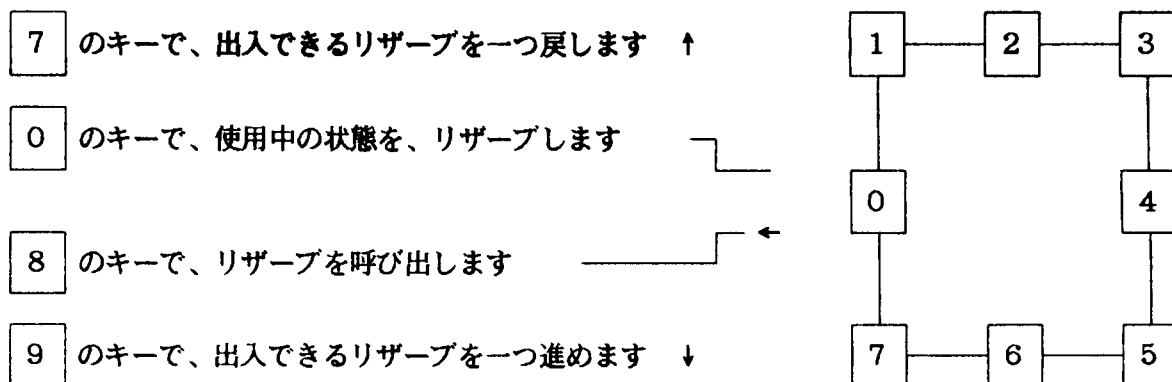 7 のキーで、出入できるリザーブを一つ戻します ↑
0 のキーで、使用中の状態を、リザーブします
8 のキーで、リザーブを呼び出します ←
9 のキーで、出入できるリザーブを一つ進めます ↓
1 2 3
0 4
7 6 5